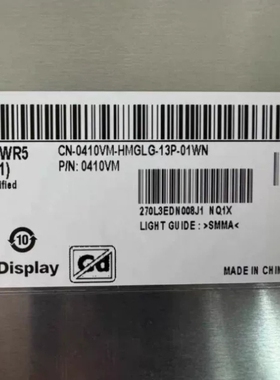 WR5
CN-0410VM-HMGLG-13P-01WN
1)
P/N: 0410VM
ified
270L3EDN008J1 NQ1X
LIGHT GUIDE : >SMMA<
10
Display
Cd
MADE IN CHIN